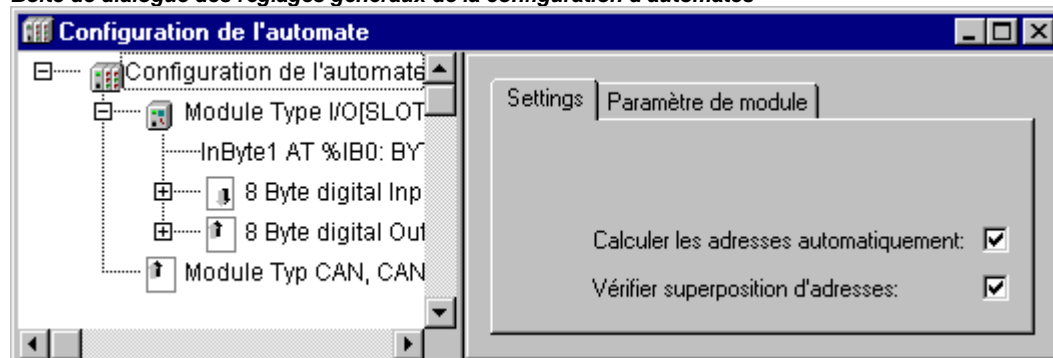 Boîte de dialogue des réglages généraux de la configuration d'automates
Configuration de l'automate
Configuration de l'automate
Module Type I/O[SLOT
InByte1 AT %IB0: BY
8 Byte digital Inp
8 Byte digital Out
Module Typ CAN, CAN
Settings
Paramètre de module
Calculer les adresses automatiquement:
Vérifier superposition d'adresses: